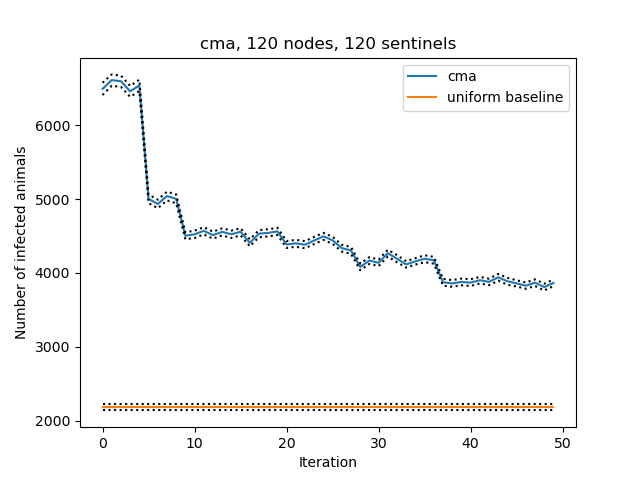 cma, 120 nodes, 120 sentinels
cma
uniform baseline
Number of infected animals
6000
5000
4000
3000
2000
0
10
20
30
40
50
Iteration